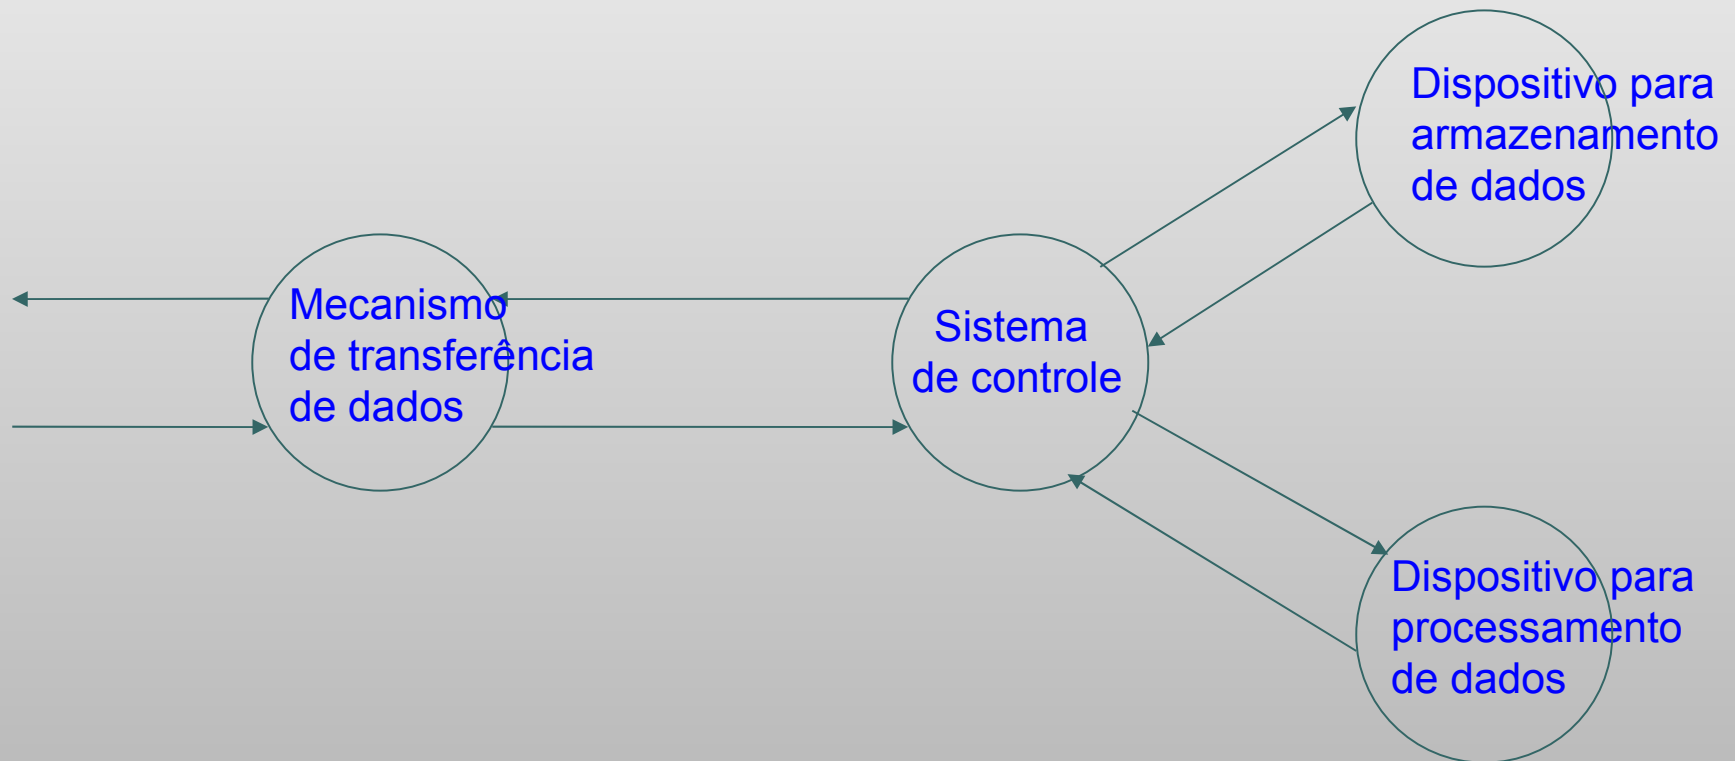 Dispositivo para
armazenamento
de dados
Mecanismo
de transferência
de dados
Sistema
de controle
Dispositivo para
processamento
de dados